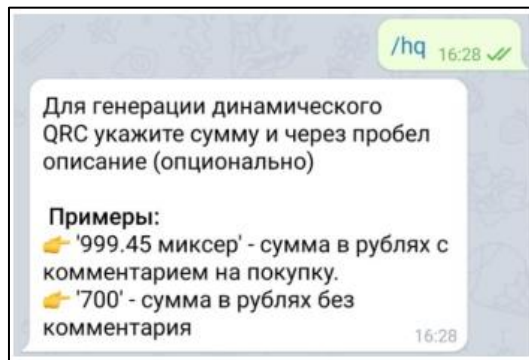 /hq 16:28
Для генерации динамического
QRC укажите сумму и через пробел
описание (опционально)
Примеры:
👉 '999.45 миксер' - сумма в рублях с
комментарием на покупку.
👉 '700' - сумма в рублях без
комментария
16:28